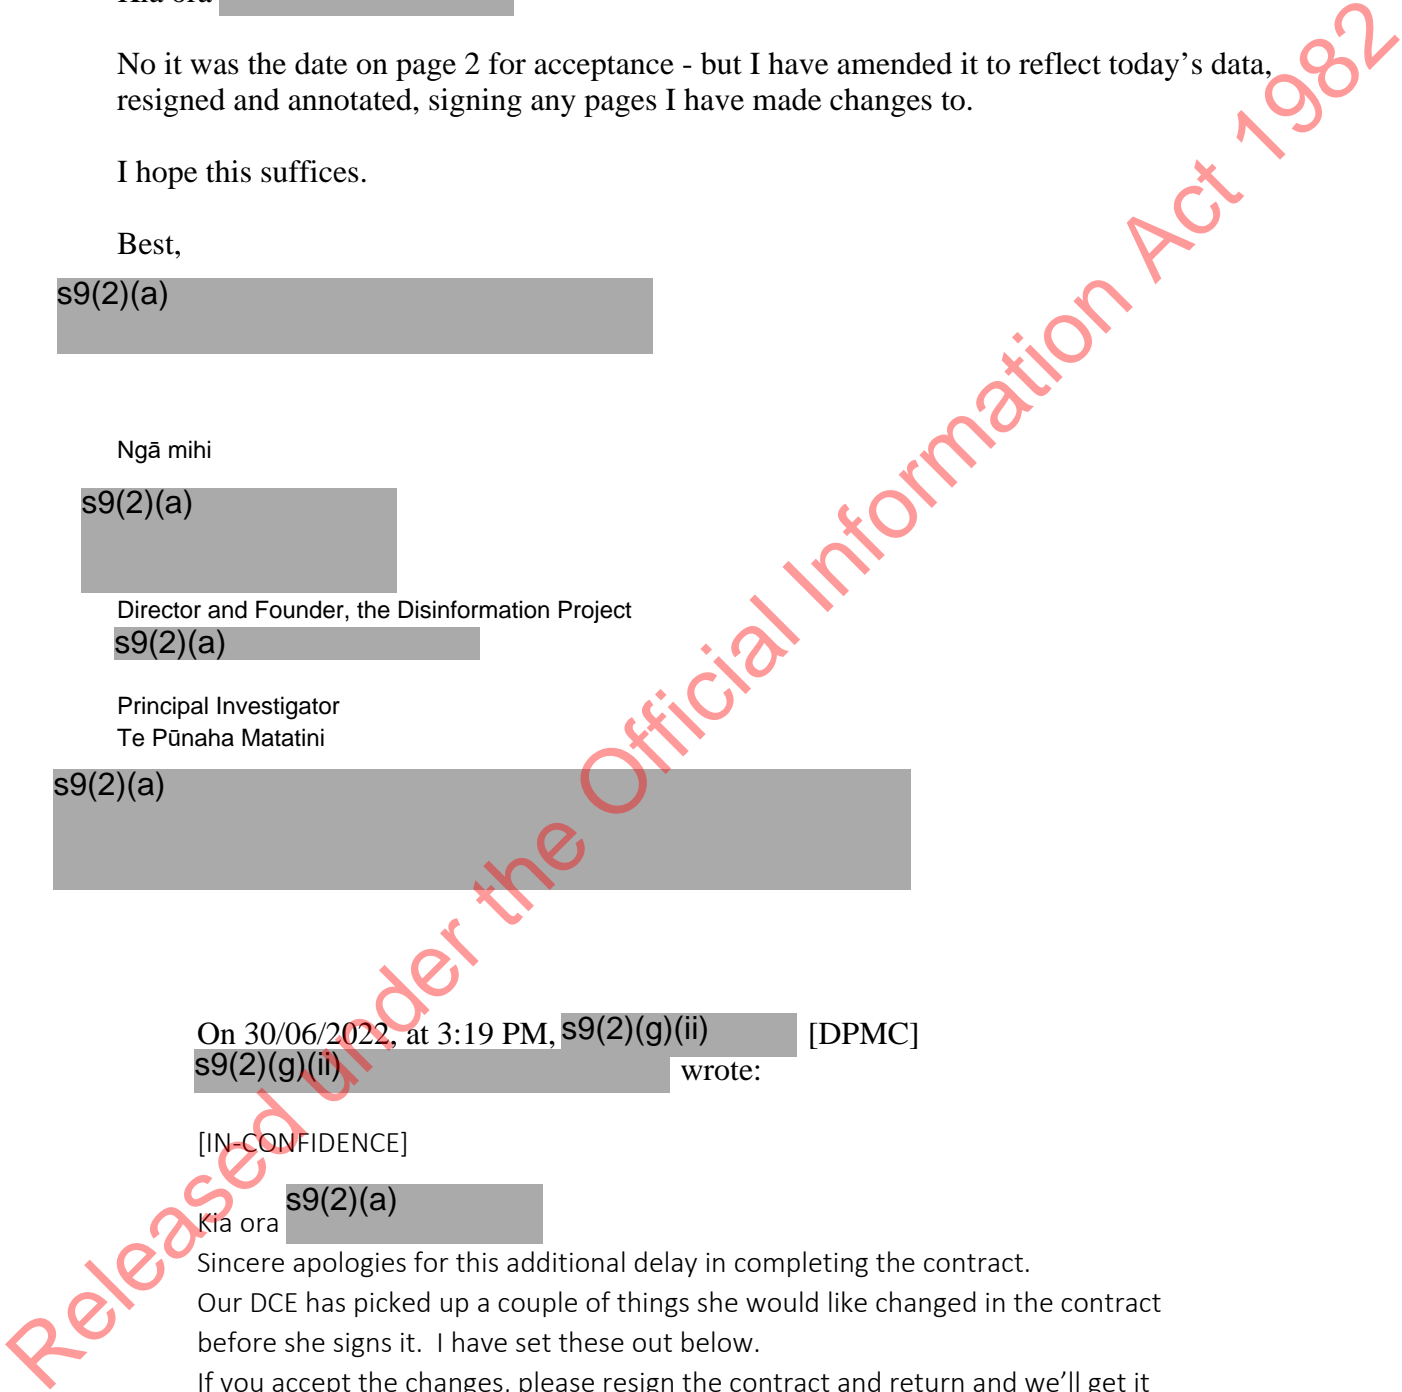 Kia ora
No it was the date on page 2 for acceptance - but I have amended it to reflect today's data,
resigned and annotated, signing any pages I have made changes to.
I hope this suffices.
Best,
s9(2)(a)
Ngā mihi
s9(2)(a)
Director and Founder, the Disinformation Project
s9(2)(a)
Principal Investigator
Te Pūnaha Matatini
s9(2)(a)
On 30/06/2022, at 3:19 PM, s9(2)(g)(ii) [DPMC]
s9(2)(g)(ii) wrote:
[IN-CONFIDENCE]
Kia ora s9(2)(a)
Sincere apologies for this additional delay in completing the contract.
Our DCE has picked up a couple of things she would like changed in the contract
before she signs it.  I have set these out below.
If you accept the changes, please resign the contract and return and we'll get it
Released under the Official Information Act 1982